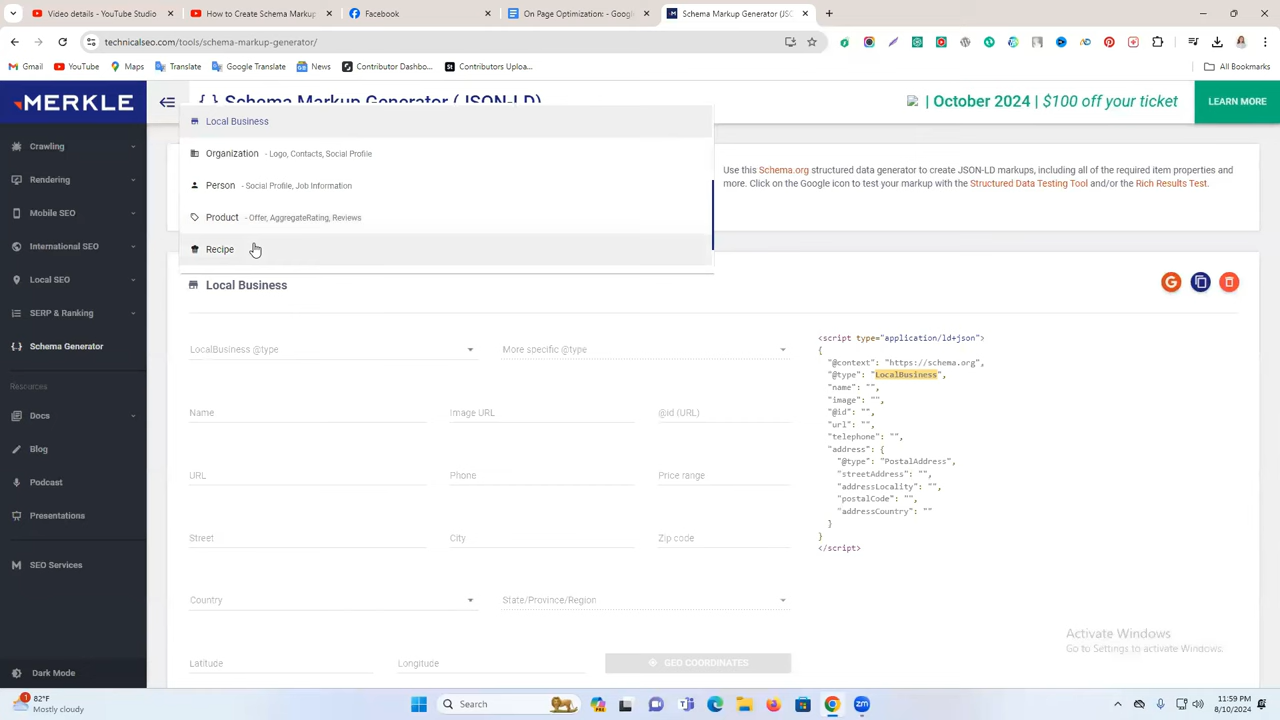 YouTube
Facebook
On Page Optimization - Goog
Schema Markup Generator (JSO
technicalseo.com/tools/schema-markup-generator/
Gmail
YouTube
Maps
Translate
Google Translate
News
Contributor Dashbo...
Contributors Uploa...
All Bookmarks
MERKLE
{ } Schema Markup Generator (JSON-LD)
| October 2024 | $100 off your ticket
LEARN MORE
Crawling
Rendering
Mobile SEO
International SEO
Local SEO
SERP & Ranking
{ } Schema Generator
Resources
Docs
Blog
Podcast
Presentations
SEO Services
Dark Mode
Local Business
Organization - Logo, Contacts, Social Profile
Person - Social Profile, Job Information
Product - Offer, AggregateRating, Reviews
Recipe
Use this Schema.org structured data generator to create JSON-LD markups, including all of the required item properties and
more. Click on the Google icon to test your markup with the Structured Data Testing Tool and/or the Rich Results Test.
Local Business
LocalBusiness @type
More specific @type
Name
Image URL
@id (URL)
URL
Phone
Price range
Street
City
Zip code
Country
State/Province/Region
Latitude
Longitude
GEO COORDINATES
<script type="application/ld+json">
{
"@context": "https://schema.org",
"@type": "LocalBusiness",
"name": "",
"image": "",
"@id": "",
"url": "",
"telephone": "",
"address": {
"@type": "PostalAddress",
"streetAddress": "",
"addressLocality": "",
"postalCode": "",
"addressCountry": ""
}
}
</script>
Activate Windows
Go to Settings to activate Windows.
1
82°F
Mostly cloudy
Search
11:59 PM
8/10/2024